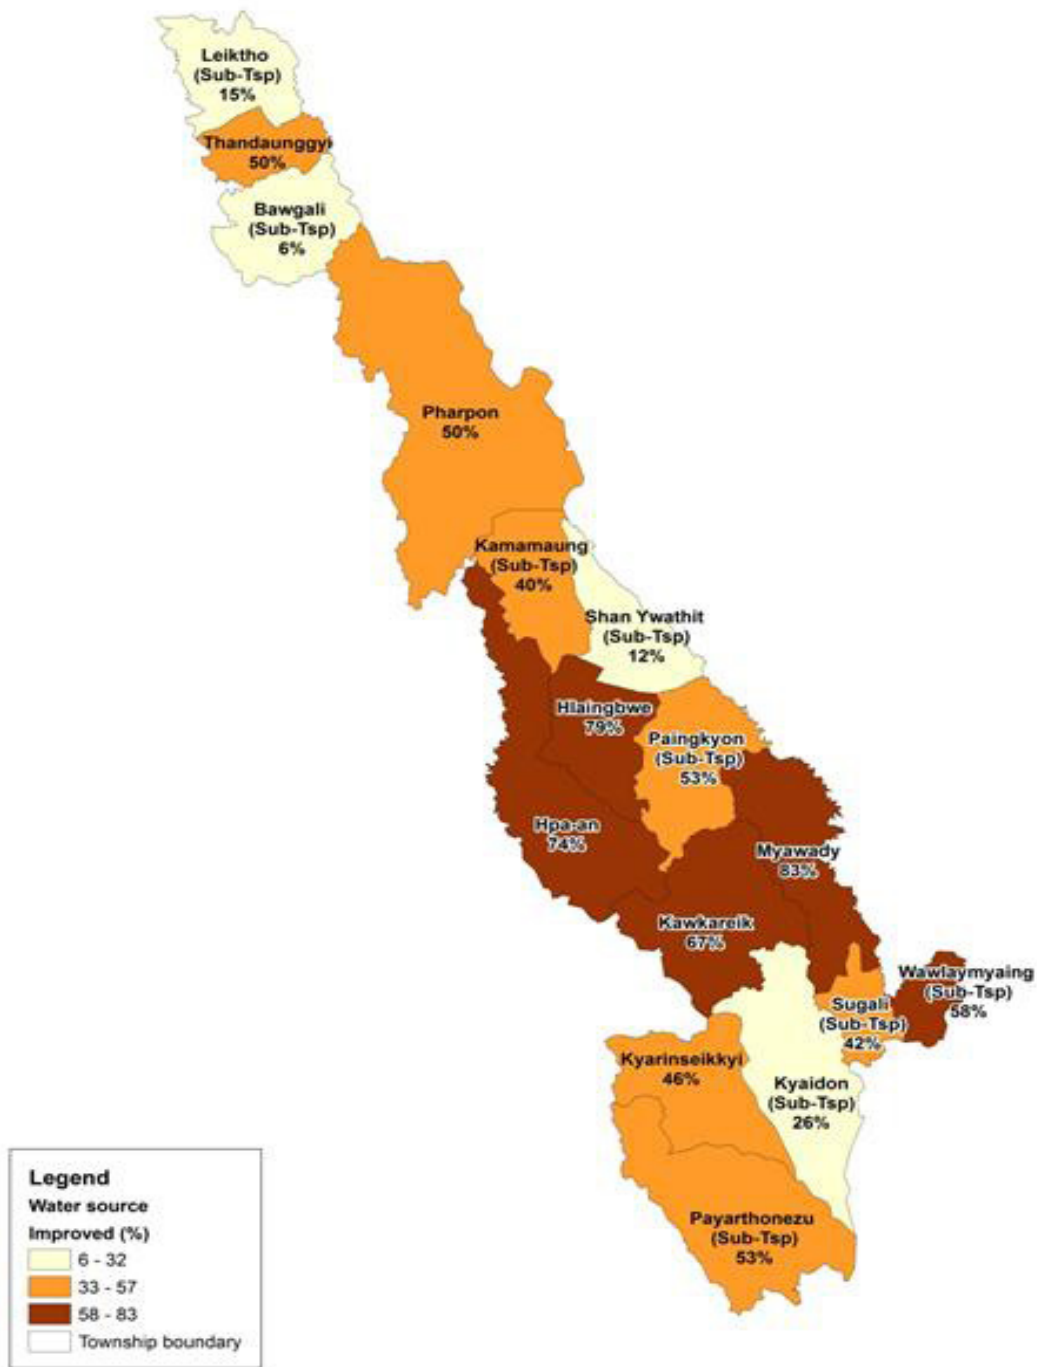 Leiktho
(Sub-Tsp)
15%
Thandaunggyi
50%
Bawgali
(Sub-Tsp)
6%
Pharpon
50%
Kamamaung
(Sub-Tsp)
40%
Shan Ywathit
(Sub-Tsp)
12%
Hlaingbwe
79%
Paingkyon
(Sub-Tsp)
53%
Hpa-an
74%
Myawady
83%
Kawkareik
67%
Wawlaymyaing
(Sub-Tsp)
58%
Sugali
(Sub-Tsp)
42%
Kyarinseikkyi
46%
Kyaidon
(Sub-Tsp)
26%
Payarthonezu
(Sub-Tsp)
53%
Legend
Water source
Improved (%)
6 - 32
33 - 57
58 - 83
Township boundary